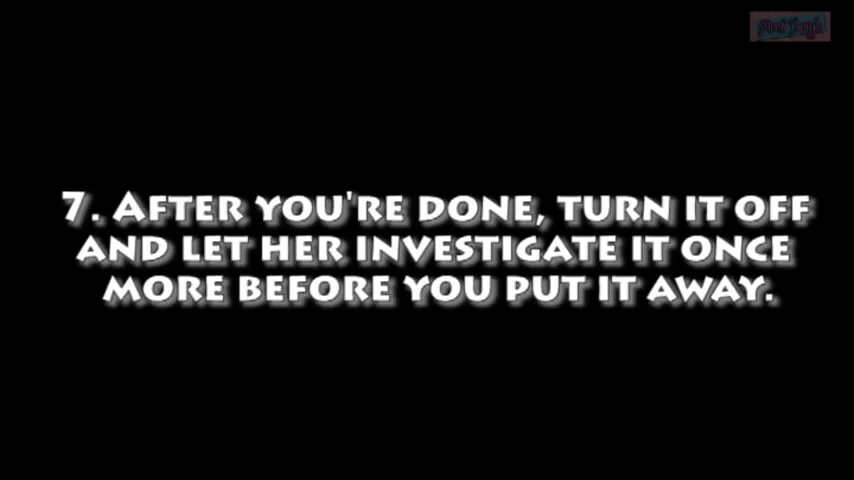 7. After you're done, turn it off
and let her investigate it once
more before you put it away.